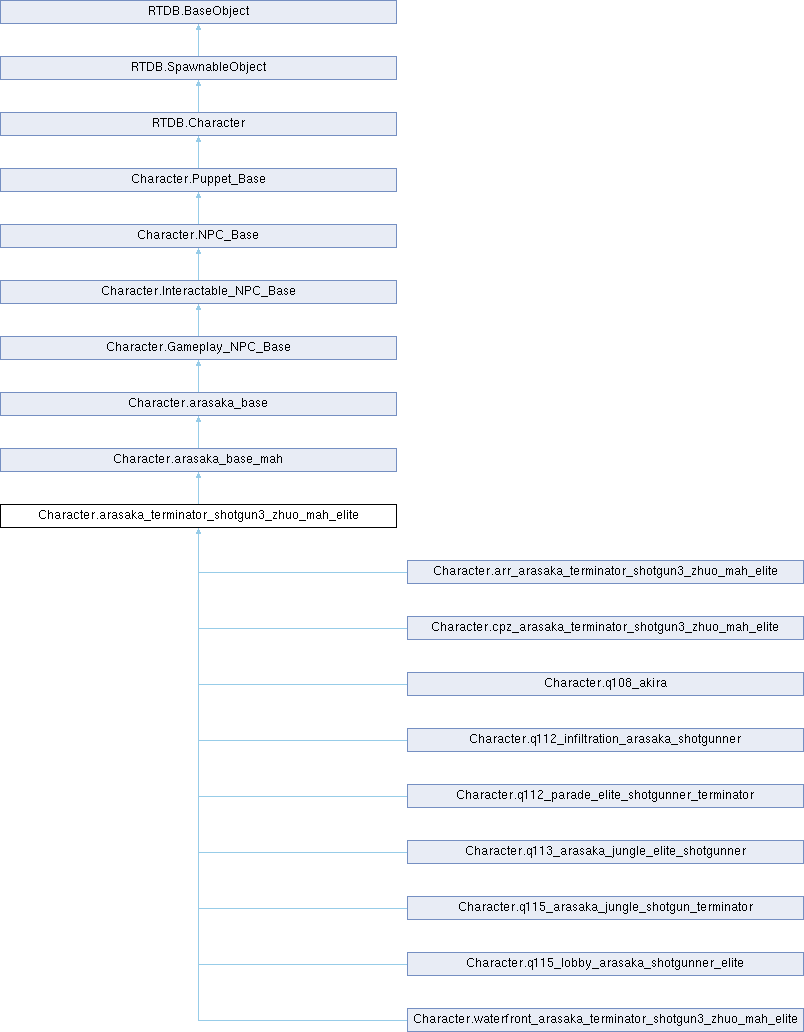 RTDB.BaseObject
RTDB.SpawnableObject
RTDB.Character
Character.Puppet_Base
Character.NPC_Base
Character.Interactable_NPC_Base
Character.Gameplay_NPC_Base
Character.arasaka_base
Character.arasaka_base_mah
Character.arasaka_terminator_shotgun3_zhuo_mah_elite
Character.arr_arasaka_terminator_shotgun3_zhuo_mah_elite
Character.cpz_arasaka_terminator_shotgun3_zhuo_mah_elite
Character.q108_akira
Character.q112_infiltration_arasaka_shotgunner
Character.q112_parade_elite_shotgunner_terminator
Character.q113_arasaka_jungle_elite_shotgunner
Character.q115_arasaka_jungle_shotgun_terminator
Character.q115_lobby_arasaka_shotgunner_elite
Character.waterfront_arasaka_terminator_shotgun3_zhuo_mah_elite